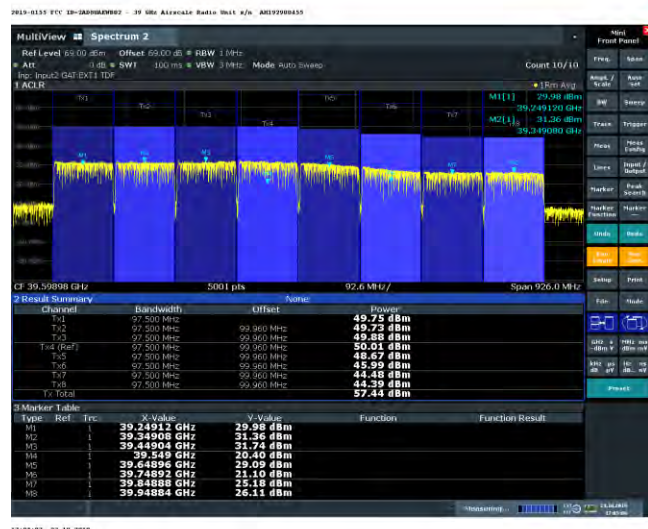 2019-0135 FCC ID-2AD8UAEWB02 - 39 GHz Airscale Radio Unit s/n AH192900455
MultiView Spectrum 2
Ref Level 69.00 dBm Offset 69.00 dB RBW 1 MHz
Att 0 dB SWT 100 ms VBW 3 MHz Mode Auto Sweep Count 10/10
Inp: Input2 GAT:EXT1 TDF
1 ACLR 1Rm Avg
M1[1] 29.98 dBm
39.249120 GHz
M2[1] 31.36 dBm
39.349080 GHz
Tx1 Tx2 Tx3 Tx4 Tx5 Tx6 Tx7 Tx8
M1 M3 M7
CF 39.59898 GHz 5001 pts 92.6 MHz/ Span 926.0 MHz
2 Result Summary None
Channel Bandwidth Offset Power
Tx1 97.500 MHz 49.75 dBm
Tx2 97.500 MHz 99.960 MHz 49.73 dBm
Tx3 97.500 MHz 99.960 MHz 49.88 dBm
Tx4 (Ref) 97.500 MHz 99.960 MHz 50.01 dBm
Tx5 97.500 MHz 99.960 MHz 48.67 dBm
Tx6 97.500 MHz 99.960 MHz 45.99 dBm
Tx7 97.500 MHz 99.960 MHz 44.48 dBm
Tx8 97.500 MHz 99.960 MHz 44.39 dBm
Tx Total 57.44 dBm
3 Marker Table
Type Ref Trc X-Value Y-Value Function Function Result
M1 1 39.24912 GHz 29.98 dBm
M2 1 39.34908 GHz 31.36 dBm
M3 1 39.44904 GHz 31.74 dBm
M4 1 39.549 GHz 20.40 dBm
M5 1 39.64896 GHz 29.09 dBm
M6 1 39.74892 GHz 21.10 dBm
M7 1 39.84888 GHz 25.18 dBm
M8 1 39.94884 GHz 26.11 dBm
Measuring...
Mini
Front Panel
Freq Span
Ampl / Scale Auto set
BW Sweep
Trace Trigger
Meas Meas Config
Lines Input / Output
Marker Peak Search
Marker Function Marker
Undo Redo
Setup Print
File Mode
Preset